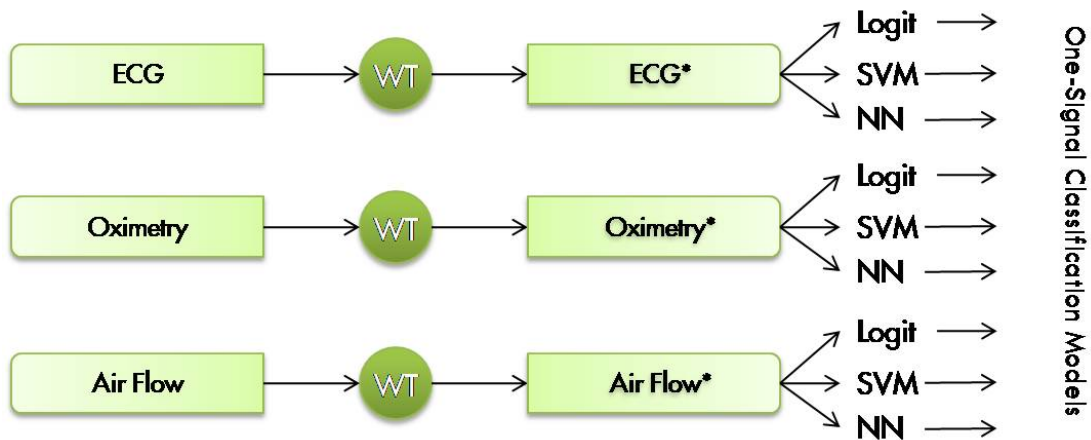 ECG
WT
ECG*
Logit
SVM
NN
Oximetry
WT
Oximetry*
Logit
SVM
NN
Air Flow
WT
Air Flow*
Logit
SVM
NN
One-Signal Classification Models